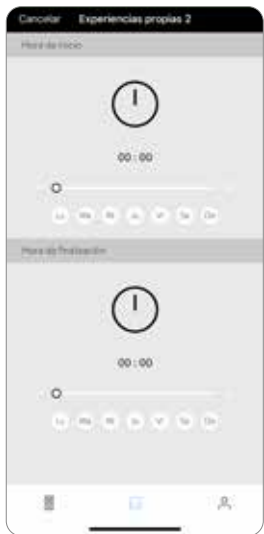 Cancelar Experiencias propias 2
Hora de inicio
00:00
Lu Ma Mi Ju Vi Sa Do
Hora de finalización
00:00
Lu Ma Mi Ju Vi Sa Do